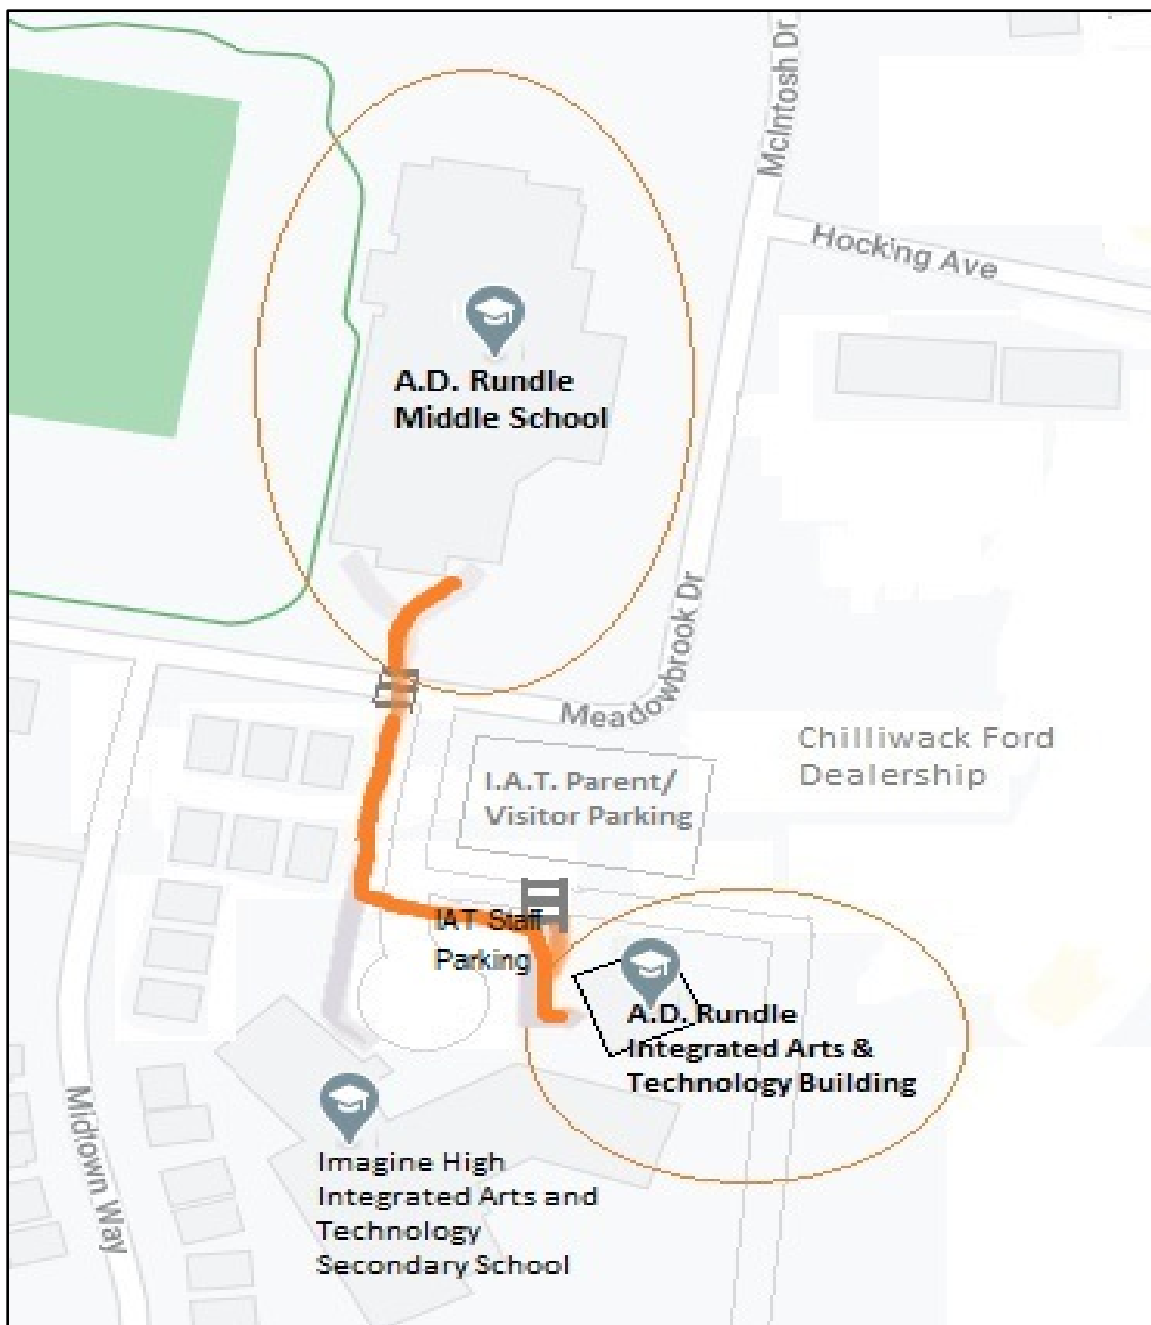 McIntosh Dr
Hocking Ave
A.D. Rundle
Middle School
Meadowbrook Dr
Chilliwack Ford
Dealership
I.A.T. Parent/
Visitor Parking
IAT Staff
Parking
A.D. Rundle
Integrated Arts &
Technology Building
Midtown Way
Imagine High
Integrated Arts and
Technology
Secondary School